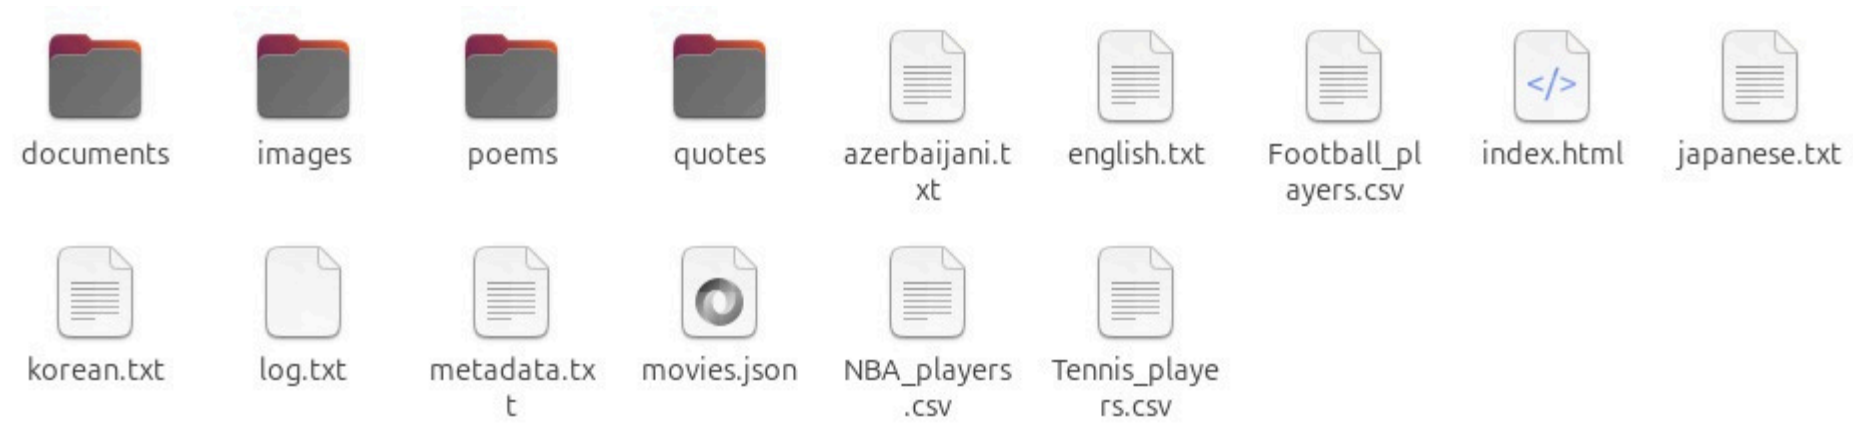 documents
images
poems
quotes
azerbaijani.t
xt
english.txt
Football_pl
ayers.csv
</>
index.html
japanese.txt
korean.txt
log.txt
metadata.tx
t
movies.json
NBA_players
.csv
Tennis_playe
rs.csv